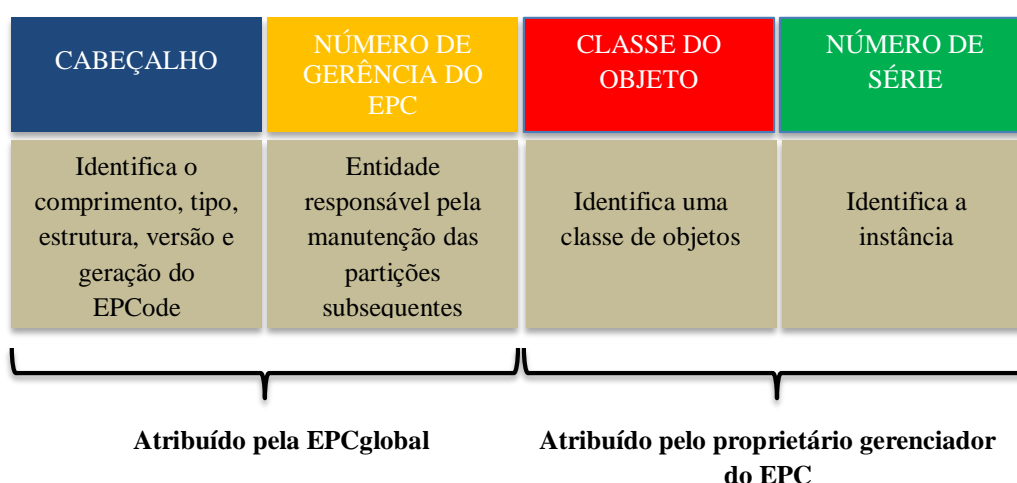 CABEÇALHO
NÚMERO DE
GERÊNCIA DO
EPC
CLASSE DO
OBJETO
NÚMERO DE
SÉRIE
Identifica o
comprimento, tipo,
estrutura, versão e
geração do
EPCode
Entidade
responsável pela
manutenção das
partições
subsequentes
Identifica uma
classe de objetos
Identifica a
instância
Atribuído pela EPCglobal
Atribuído pelo proprietário gerenciador
do EPC